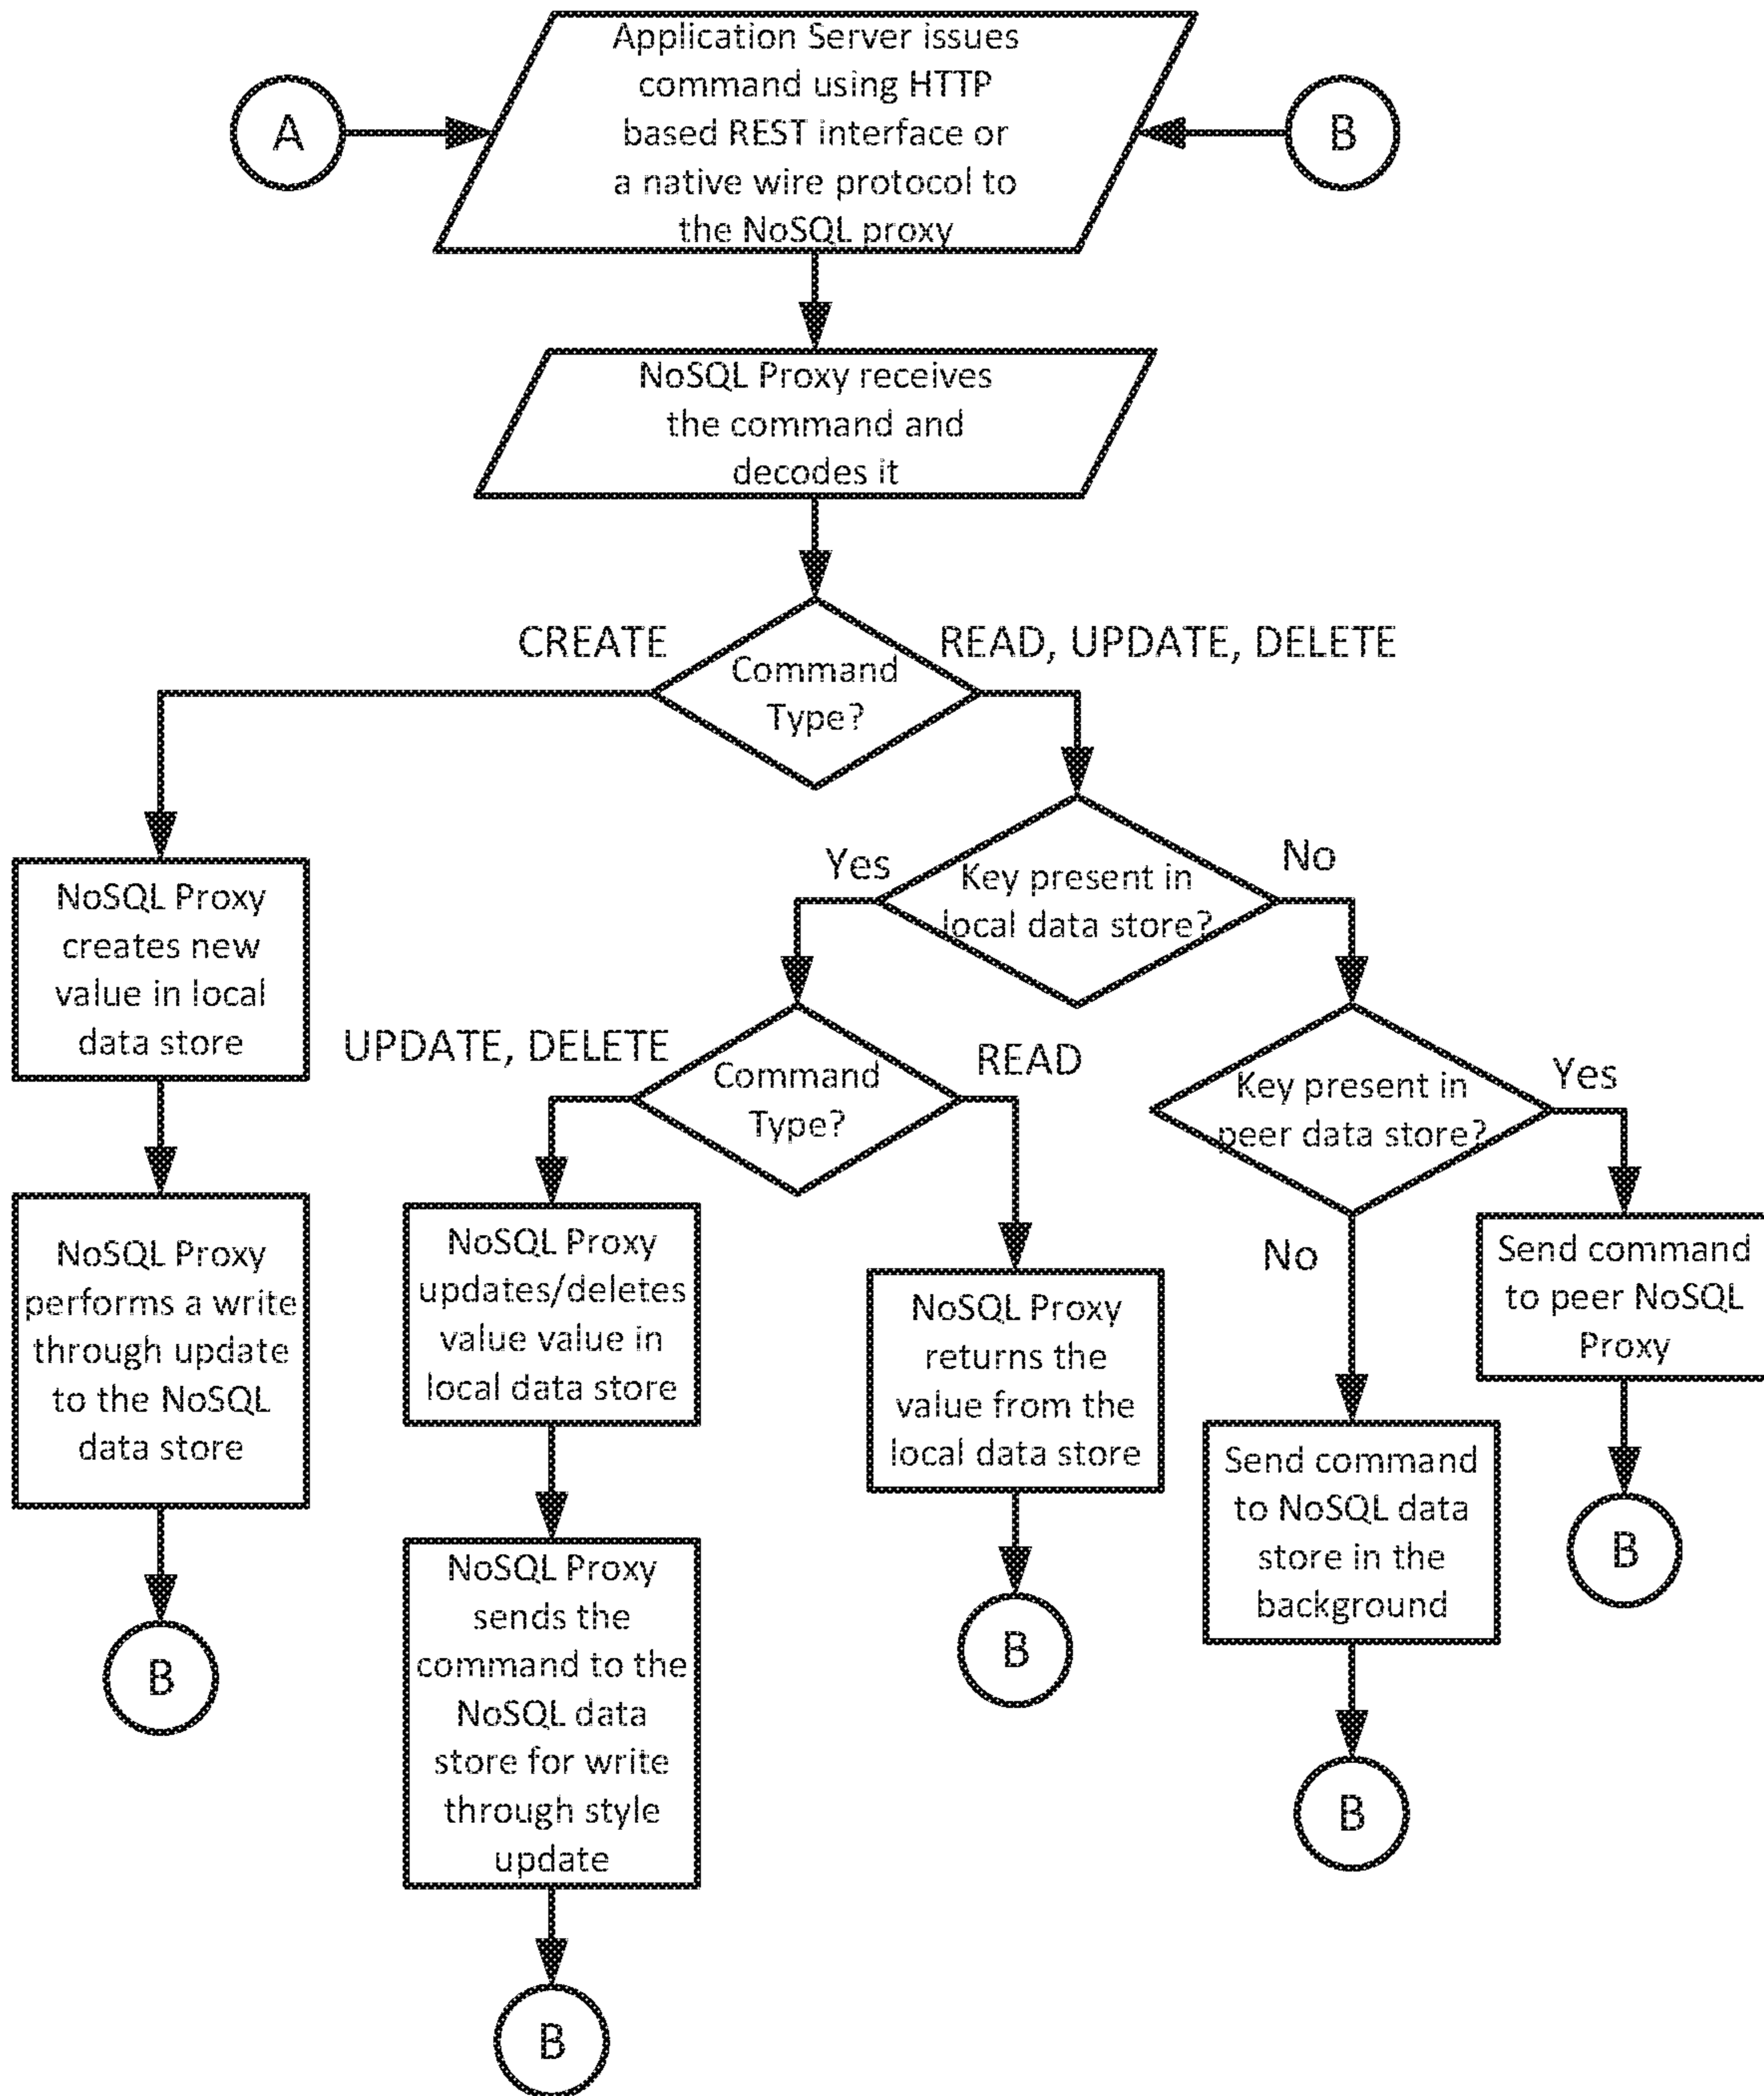 Application Server issues
command using HTTP
based REST interface or
a native wire protocol to
the NoSQL proxy
A
B
NoSQL Proxy receives
the command and
decodes it
CREATE
READ, UPDATE, DELETE
Command
Type?
Yes
No
Key present in
local data store?
NoSQL Proxy
creates new
value in local
data store
UPDATE, DELETE
READ
Command
Type?
Yes
Key present in
peer data store?
No
NoSQL Proxy
performs a write
through update
to the NoSQL
data store
NoSQL Proxy
updates/deletes
value value in
local data store
NoSQL Proxy
returns the
value from the
local data store
Send command
to peer NoSQL
Proxy
Send command
to NoSQL data
store in the
background
B
NoSQL Proxy
sends the
command to the
NoSQL data
store for write
through style
update
B
B
B
B